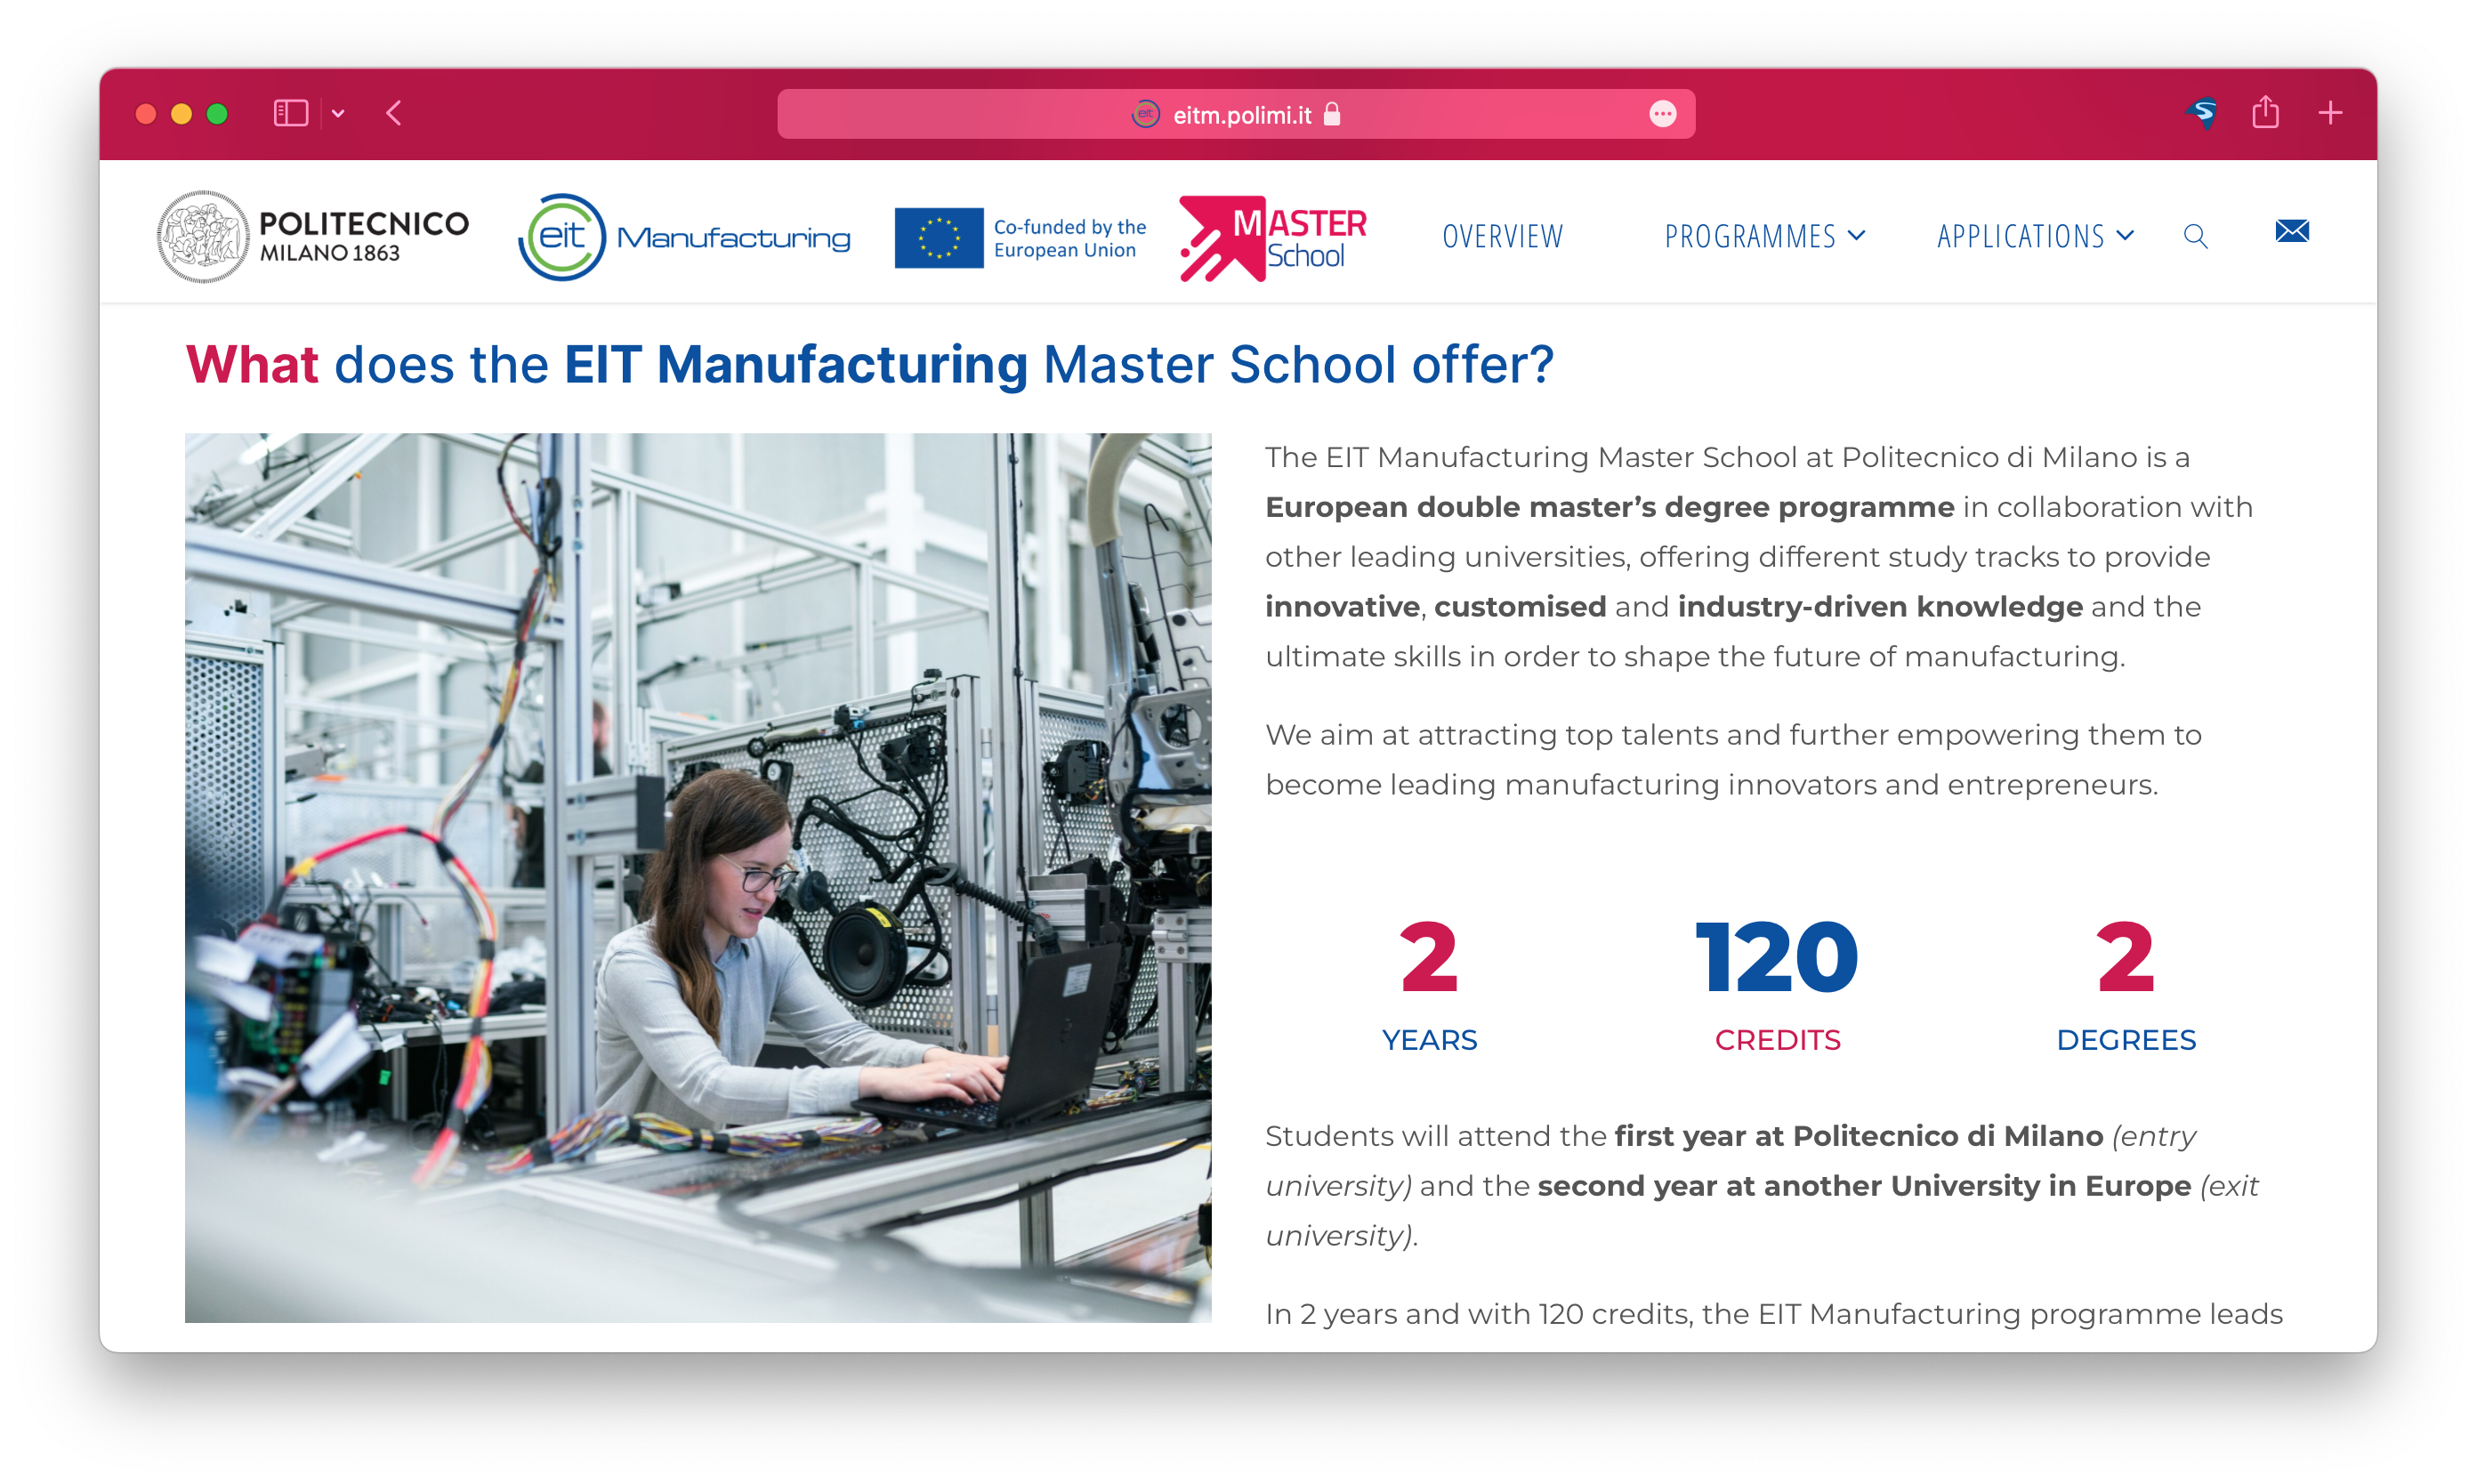 eitm.polimi.it
POLITECNICO
MILANO 1863
eit Manufacturing
Co-funded by the
European Union
MASTER
School
OVERVIEW
PROGRAMMES
APPLICATIONS
What does the EIT Manufacturing Master School offer?
The EIT Manufacturing Master School at Politecnico di Milano is a
European double master’s degree programme in collaboration with
other leading universities, offering different study tracks to provide
innovative, customised and industry-driven knowledge and the
ultimate skills in order to shape the future of manufacturing.
We aim at attracting top talents and further empowering them to
become leading manufacturing innovators and entrepreneurs.
2 120 2
YEARS CREDITS DEGREES
Students will attend the first year at Politecnico di Milano (entry
university) and the second year at another University in Europe (exit
university).
In 2 years and with 120 credits, the EIT Manufacturing programme leads